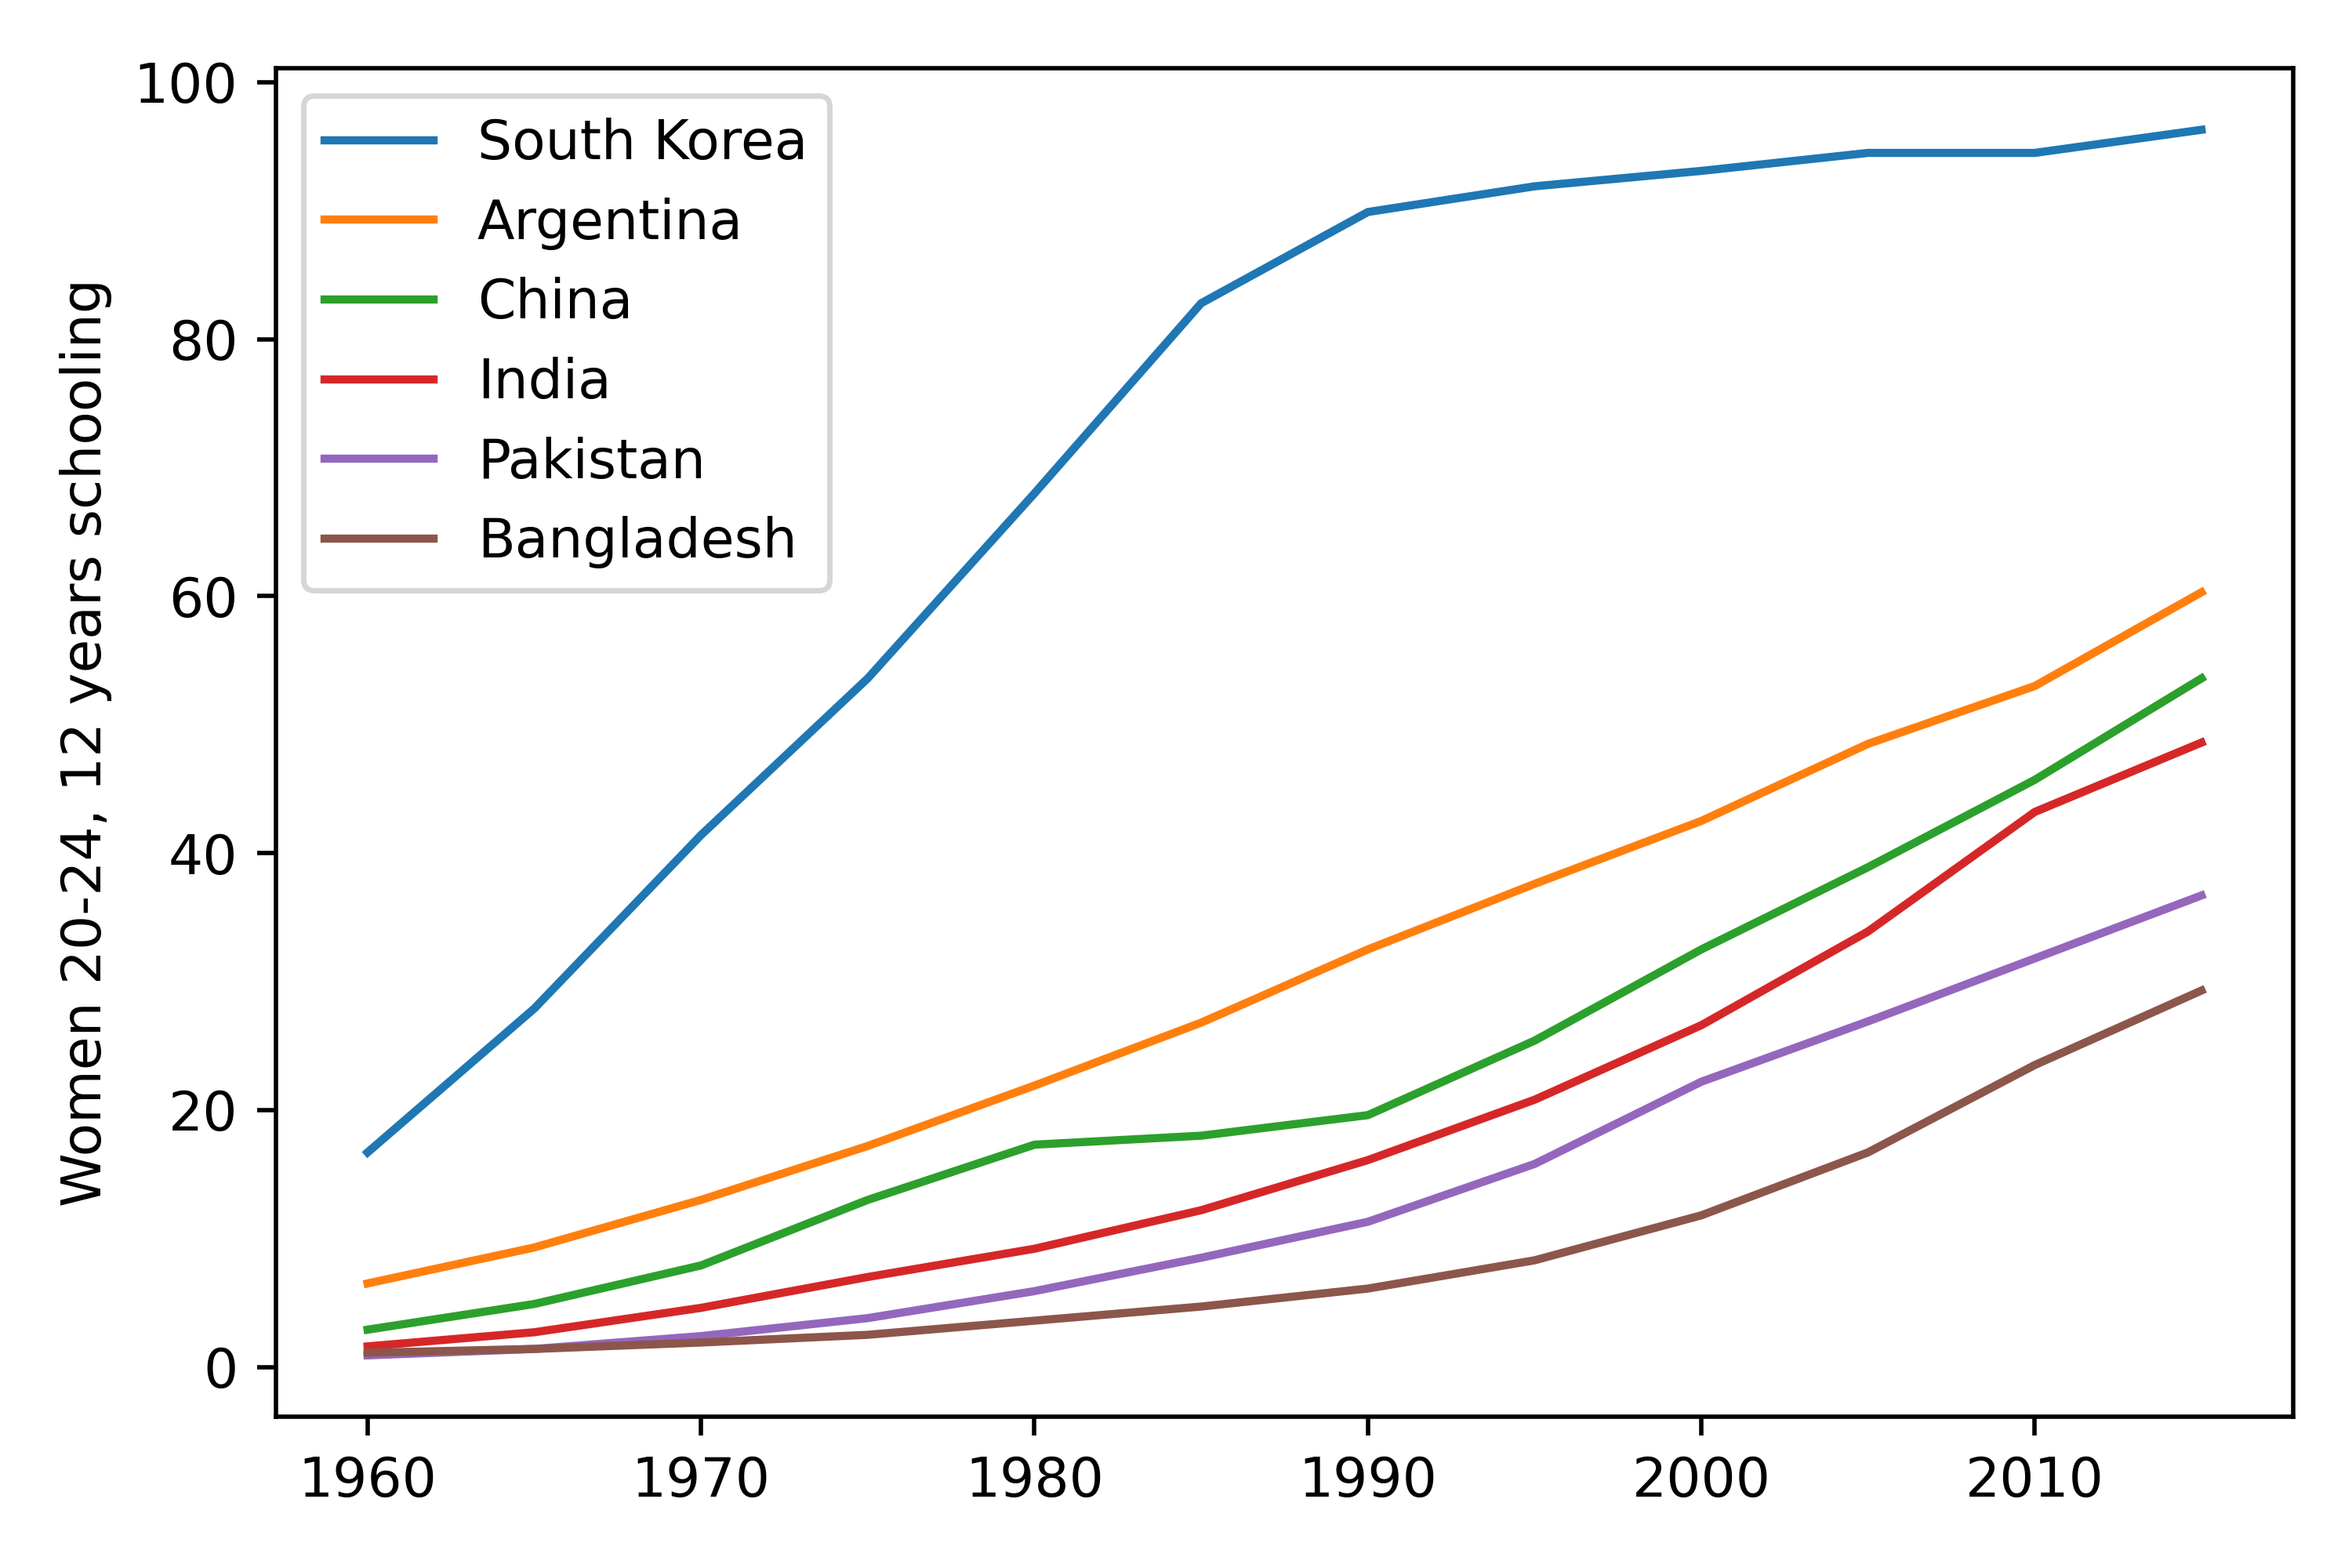 Women 20-24, 12 years schooling
100
80
60
40
20
0
South Korea
Argentina
China
India
Pakistan
Bangladesh
1960 1970 1980 1990 2000 2010